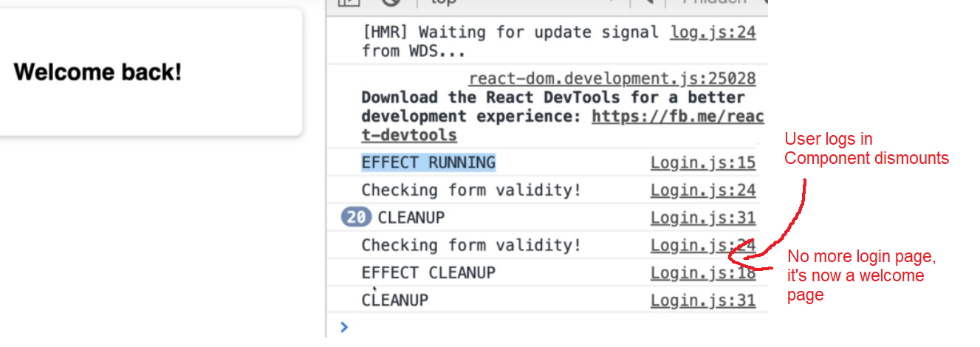 top
[HMR] Waiting for update signal log.js:24
from WDS...
Welcome back!
react-dom.development.js:25028
Download the React DevTools for a better
development experience: https://fb.me/reac
t-devtools
EFFECT RUNNING Login.js:15
Checking form validity! Login.js:24
20 CLEANUP Login.js:31
Checking form validity! Login.js:24
EFFECT CLEANUP Login.js:18
CLEANUP Login.js:31
User logs in
Component dismounts
No more login page,
it's now a welcome
page